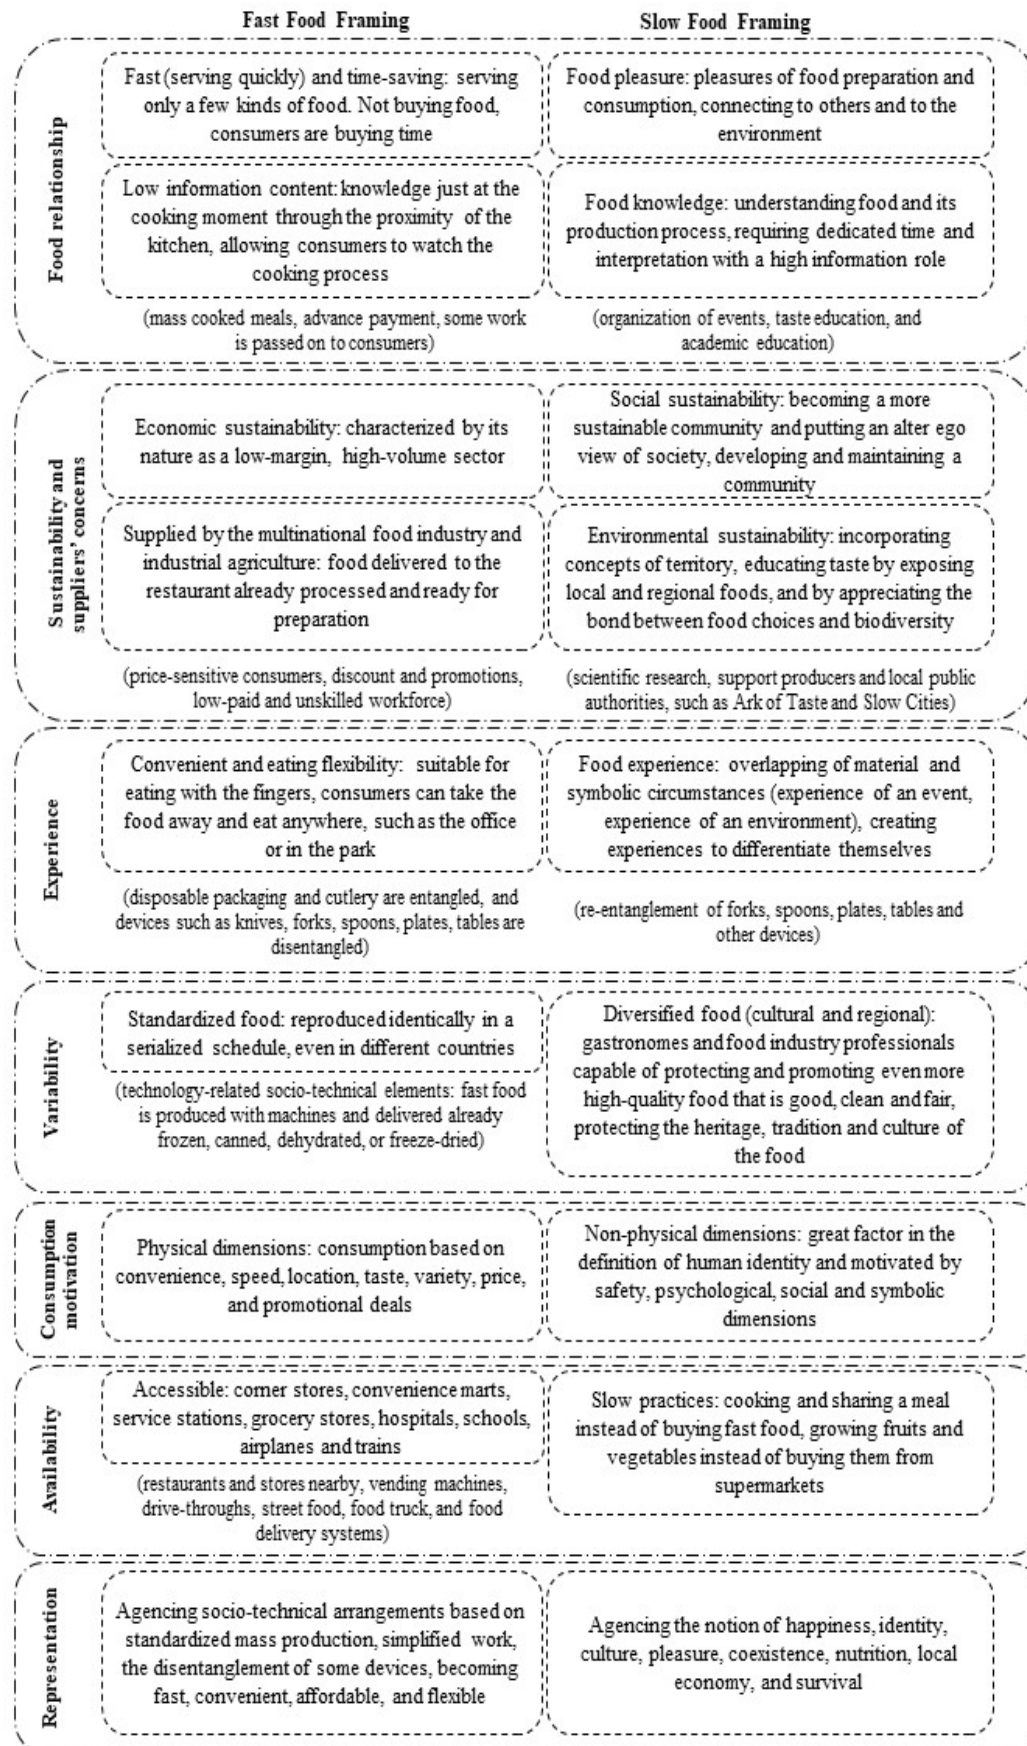 Fast Food Framing
Slow Food Framing
Food relationship
Fast (serving quickly) and time-saving: serving
only a few kinds of food. Not buying food,
consumers are buying time
Food pleasure: pleasures of food preparation and
consumption, connecting to others and to the
environment
Low information content: knowledge just at the
cooking moment through the proximity of the
kitchen, allowing consumers to watch the
cooking process
Food knowledge: understanding food and its
production process, requiring dedicated time and
interpretation with a high information role
(mass cooked meals, advance payment, some work
is passed on to consumers)
(organization of events, taste education, and
academic education)
Sustainability and
suppliers' concerns
Economic sustainability: characterized by its
nature as a low-margin, high-volume sector
Social sustainability: becoming a more
sustainable community and putting an alter ego
view of society, developing and maintaining a
community
Supplied by the multinational food industry and
industrial agriculture: food delivered to the
restaurant already processed and ready for
preparation
Environmental sustainability: incorporating
concepts of territory, educating taste by exposing
local and regional foods, and by appreciating the
bond between food choices and biodiversity
(price-sensitive consumers, discount and promotions,
low-paid and unskilled workforce)
(scientific research, support producers and local public
authorities, such as Ark of Taste and Slow Cities)
Experience
Convenient and eating flexibility: suitable for
eating with the fingers, consumers can take the
food away and eat anywhere, such as the office
or in the park
Food experience: overlapping of material and
symbolic circumstances (experience of an event,
experience of an environment), creating
experiences to differentiate themselves
(disposable packaging and cutlery are entangled, and
devices such as knives, forks, spoons, plates, tables are
disentangled)
(re-entanglement of forks, spoons, plates, tables and
other devices)
Variability
Standardized food: reproduced identically in a
serialized schedule, even in different countries
(technology-related socio-technical elements: fast food
is produced with machines and delivered already
frozen, canned, dehydrated, or freeze-dried)
Diversified food (cultural and regional):
gastronomes and food industry professionals
capable of protecting and promoting even more
high-quality food that is good, clean and fair,
protecting the heritage, tradition and culture of
the food
Consumption
motivation
Physical dimensions: consumption based on
convenience, speed, location, taste, variety, price,
and promotional deals
Non-physical dimensions: great factor in the
definition of human identity and motivated by
safety, psychological, social and symbolic
dimensions
Availability
Accessible: corner stores, convenience marts,
service stations, grocery stores, hospitals, schools,
airplanes and trains
(restaurants and stores nearby, vending machines,
drive-throughs, street food, food truck, and food
delivery systems)
Slow practices: cooking and sharing a meal
instead of buying fast food, growing fruits and
vegetables instead of buying them from
supermarkets
Representation
Agencing socio-technical arrangements based on
standardized mass production, simplified work,
the disentanglement of some devices, becoming
fast, convenient, affordable, and flexible
Agencing the notion of happiness, identity,
culture, pleasure, coexistence, nutrition, local
economy, and survival